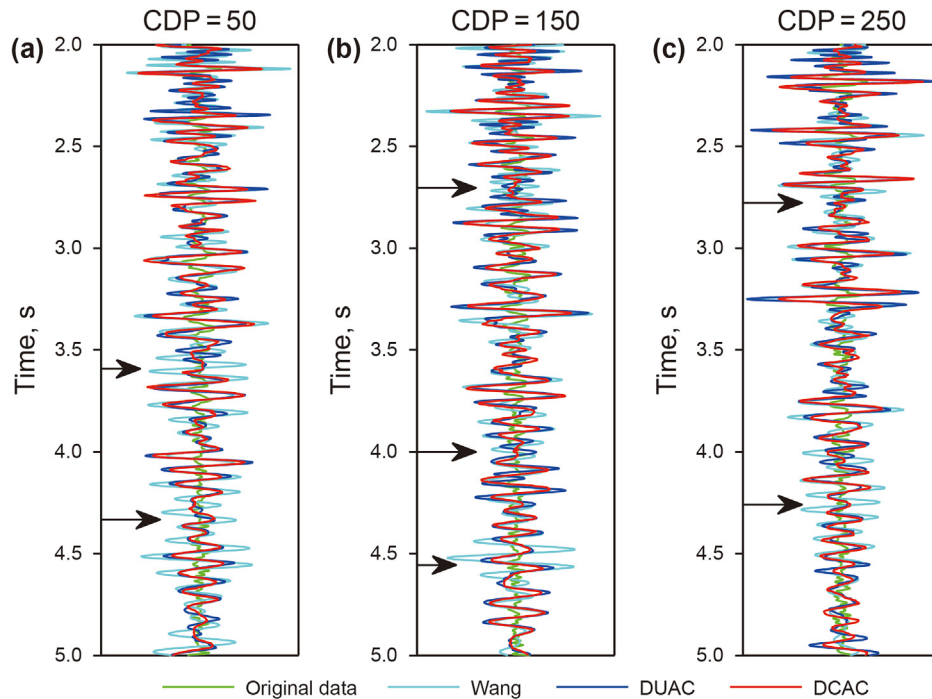 CDP = 50
CDP = 150
CDP = 250
(a)
(b)
(c)
2.0
2.5
3.0
3.5
4.0
4.5
5.0
Time, s
2.0
2.5
3.0
3.5
4.0
4.5
5.0
Time, s
2.0
2.5
3.0
3.5
4.0
4.5
5.0
Time, s
Original data
Wang
DUAC
DCAC